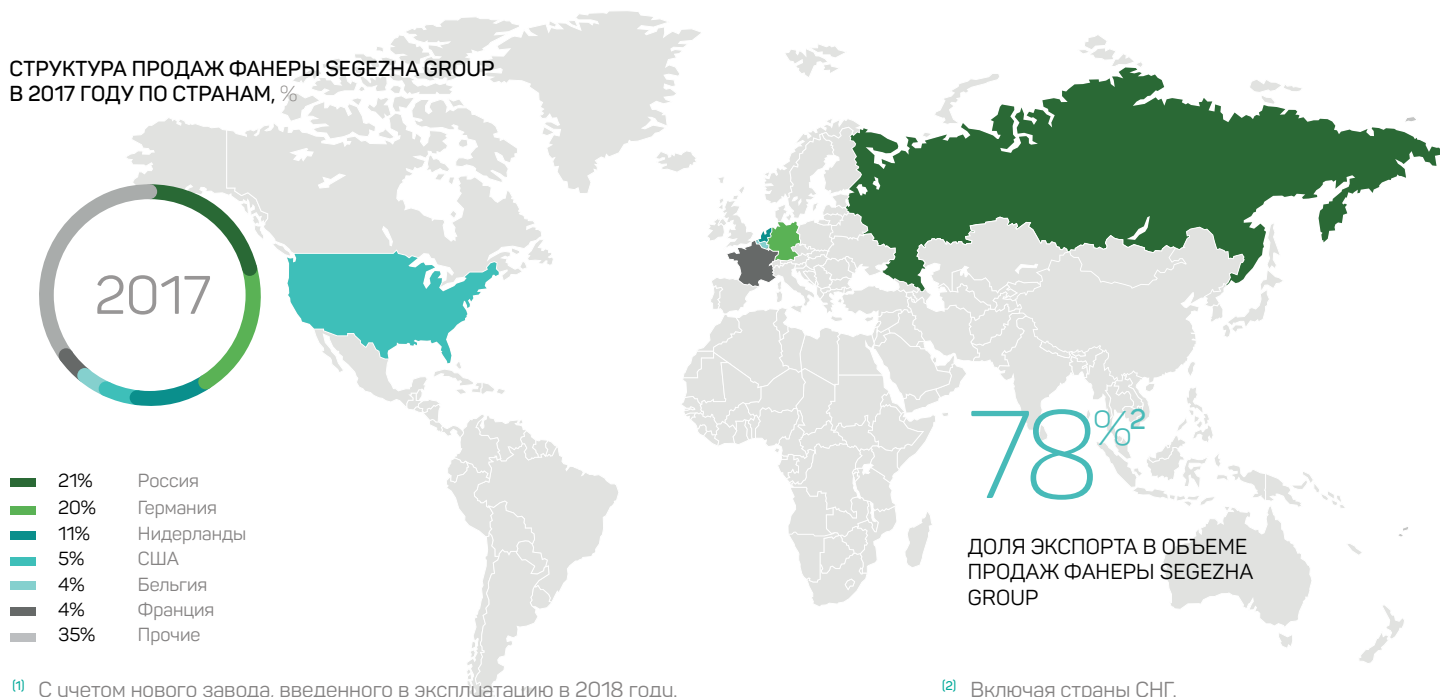 СТРУКТУРА ПРОДАЖ ФАНЕРЫ SEGEZHA GROUP
В 2017 ГОДУ ПО СТРАНАМ, %
2017
21% Россия
20% Германия
11% Нидерланды
5% США
4% Бельгия
4% Франция
35% Прочие
78%2
ДОЛЯ ЭКСПОРТА В ОБЪЕМЕ
ПРОДАЖ ФАНЕРЫ SEGEZHA
GROUP
(1) С учетом нового завода, введенного в эксплуатацию в 2018 году.
(2) Включая страны СНГ.